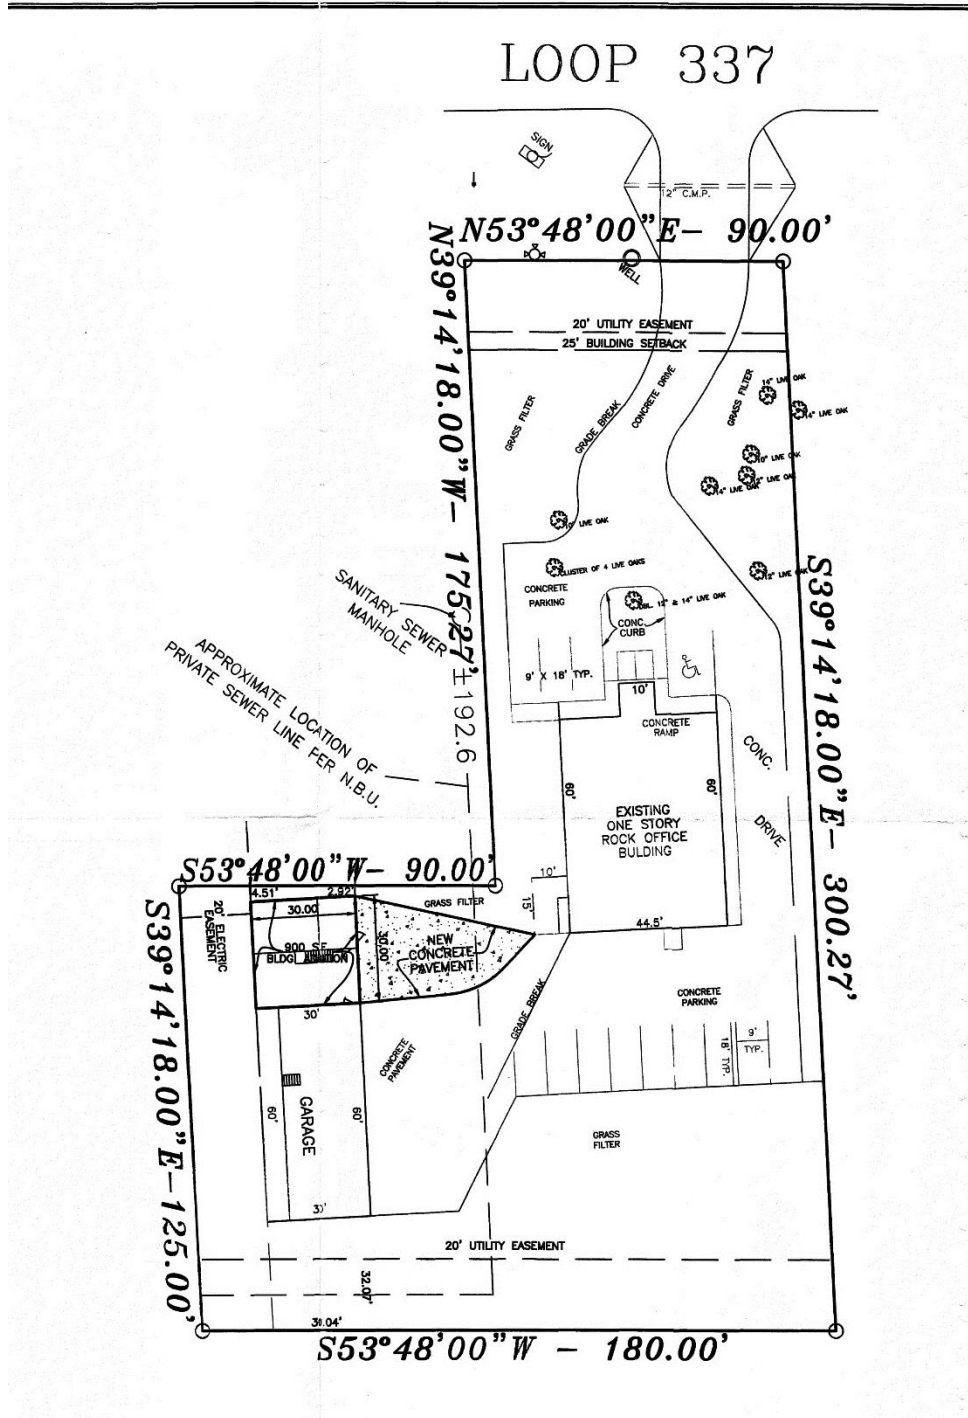 LOOP 337
SIGN
12" C.M.P.
N53°48'00"E- 90.00'
WELL
N39°14'18.00"W- 175.27'
20' UTILITY EASEMENT
25' BUILDING SETBACK
GRASS FILTER
GRADE BREAK
CONCRETE DRIVE
GRASS FILTER
14" LIVE OAK
10" LIVE OAK
12" LIVE OAK
14" LIVE OAK
10" LIVE OAK
CLUSTER OF 4 LIVE OAKS
12" LIVE OAK
CONCRETE
PARKING
DBL. 12" & 14" LIVE OAK
CONC.
CURB
S39°14'18.00"E- 300.27'
SANITARY SEWER
MANHOLE
9' X 18' TYP.
10'
CONCRETE
RAMP
APPROXIMATE LOCATION OF
PRIVATE SEWER LINE PER N.B.U.
±192.6
CONC.
DRIVE
60'
60'
EXISTING
ONE STORY
ROCK OFFICE
BULDING
S53°48'00"W- 90.00'
10'
15'
44.5'
4.51'
2.92'
30.00
GRASS FILTER
20' ELECTRIC
EASEMENT
900 S.F.
BLDG. ADDITION
30.00'
NEW
CONCRETE
PAVEMENT
S39°14'18.00"E-125.00'
30'
CONCRETE
PAVEMENT
GRADE BREAK
CONCRETE
PARKING
18' TYP.
9'
TYP.
60'
GARAGE
60'
GRASS
FILTER
20' UTILITY EASEMENT
32.07'
S53°48'00"W - 180.00'